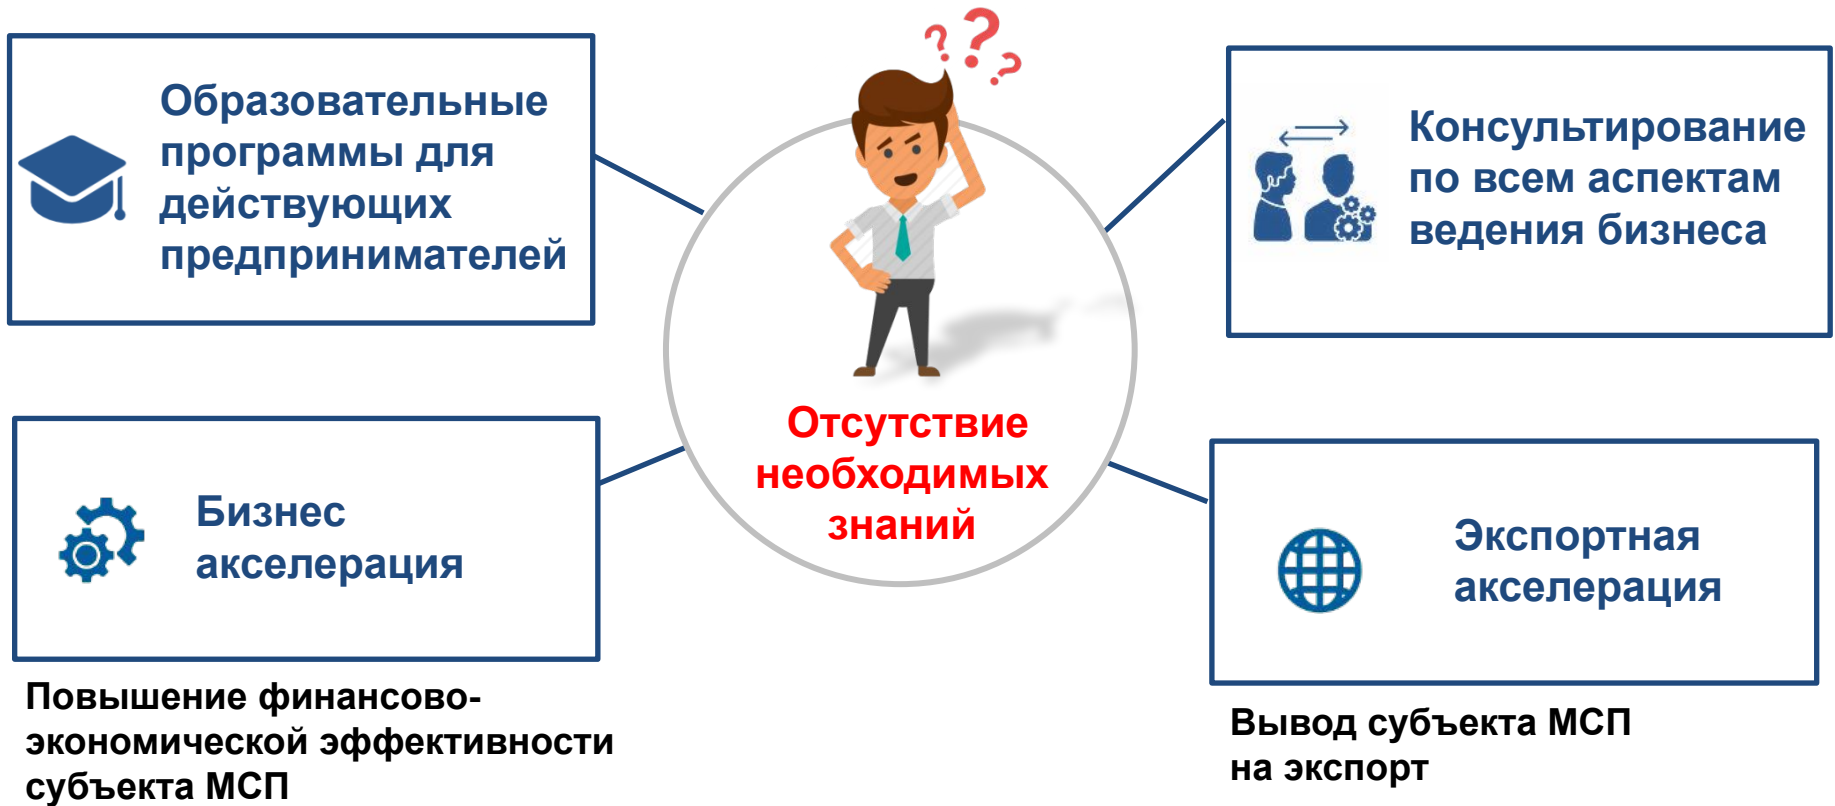 Образовательные
программы для
действующих
предпринимателей
? ? ?
Консультирование
по всем аспектам
ведения бизнеса
Отсутствие
необходимых
знаний
Бизнес
акселерация
Повышение финансово-
экономической эффективности
субъекта МСП
Экспортная
акселерация
Вывод субъекта МСП
на экспорт